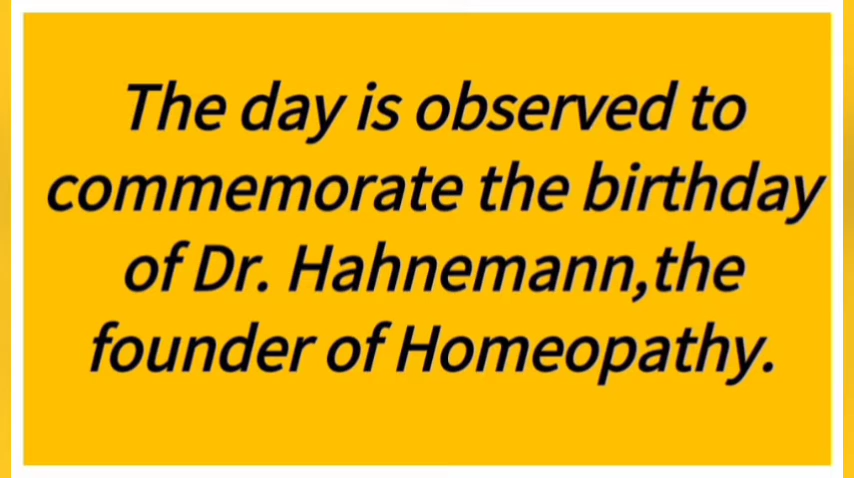 The day is observed to
commemorate the birthday
of Dr. Hahnemann,the
founder of Homeopathy.